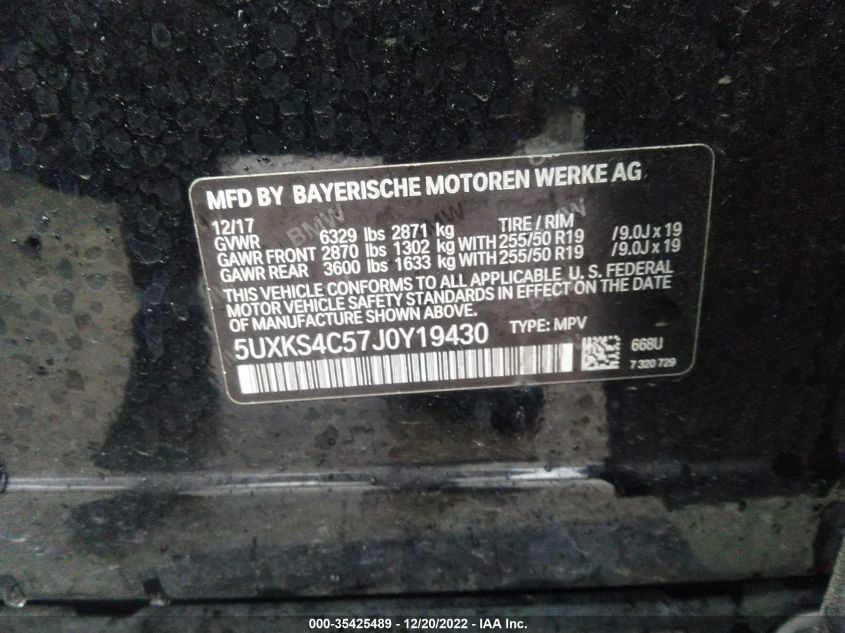 MFD BY BAYERISCHE MOTOREN WERKE AG
12/17 TIRE / RIM
GVWR 6329 lbs 2871 kg
GAWR FRONT 2870 lbs 1302 kg WITH 255/50 R19 /9.0J x 19
GAWR REAR 3600 lbs 1633 kg WITH 255/50 R19 /9.0J x 19
THIS VEHICLE CONFORMS TO ALL APPLICABLE U.S. FEDERAL
MOTOR VEHICLE SAFETY STANDARDS IN EFFECT ON THE DATE
OF MANUFACTURE SHOWN ABOVE.
5UXKS4C57J0Y19430 TYPE: MPV
668U
7 320 729
BMW
BMW
BMW
000-35425489 - 12/20/2022 - IAA Inc.